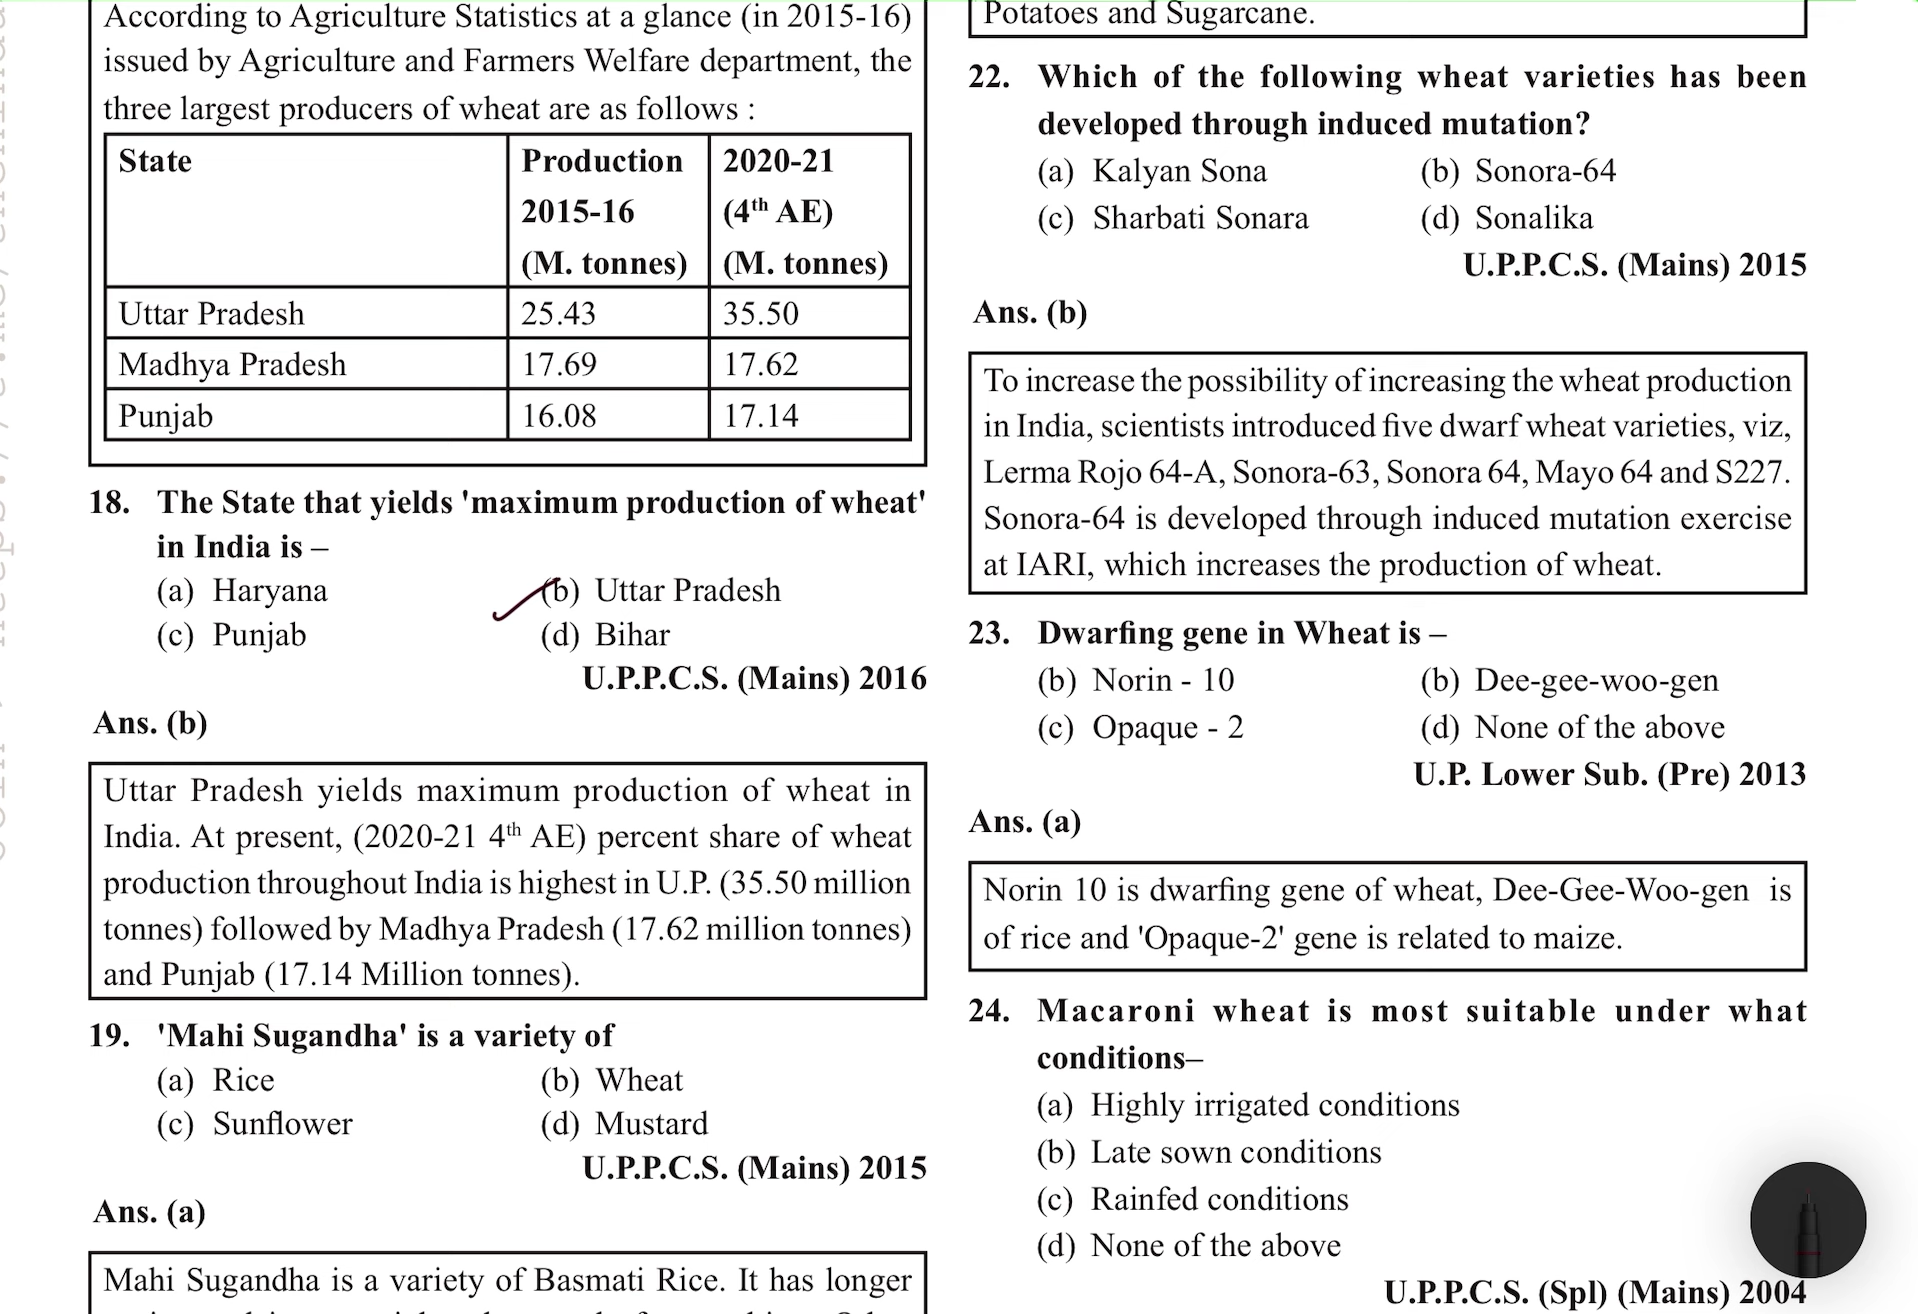 According to Agriculture Statistics at a glance (in 2015-16)
issued by Agriculture and Farmers Welfare department, the
three largest producers of wheat are as follows :
State Production 2020-21
2015-16 (4th AE)
(M. tonnes) (M. tonnes)
Uttar Pradesh 25.43 35.50
Madhya Pradesh 17.69 17.62
Punjab 16.08 17.14
18. The State that yields 'maximum production of wheat'
in India is –
(a) Haryana (b) Uttar Pradesh
(c) Punjab (d) Bihar
U.P.P.C.S. (Mains) 2016
Ans. (b)
Uttar Pradesh yields maximum production of wheat in
India. At present, (2020-21 4th AE) percent share of wheat
production throughout India is highest in U.P. (35.50 million
tonnes) followed by Madhya Pradesh (17.62 million tonnes)
and Punjab (17.14 Million tonnes).
19. 'Mahi Sugandha' is a variety of
(a) Rice (b) Wheat
(c) Sunflower (d) Mustard
U.P.P.C.S. (Mains) 2015
Ans. (a)
Mahi Sugandha is a variety of Basmati Rice. It has longer
Potatoes and Sugarcane.
22. Which of the following wheat varieties has been
developed through induced mutation?
(a) Kalyan Sona (b) Sonora-64
(c) Sharbati Sonara (d) Sonalika
U.P.P.C.S. (Mains) 2015
Ans. (b)
To increase the possibility of increasing the wheat production
in India, scientists introduced five dwarf wheat varieties, viz,
Lerma Rojo 64-A, Sonora-63, Sonora 64, Mayo 64 and S227.
Sonora-64 is developed through induced mutation exercise
at IARI, which increases the production of wheat.
23. Dwarfing gene in Wheat is –
(b) Norin - 10 (b) Dee-gee-woo-gen
(c) Opaque - 2 (d) None of the above
U.P. Lower Sub. (Pre) 2013
Ans. (a)
Norin 10 is dwarfing gene of wheat, Dee-Gee-Woo-gen is
of rice and 'Opaque-2' gene is related to maize.
24. Macaroni wheat is most suitable under what
conditions–
(a) Highly irrigated conditions
(b) Late sown conditions
(c) Rainfed conditions
(d) None of the above
U.P.P.C.S. (Spl) (Mains) 2004